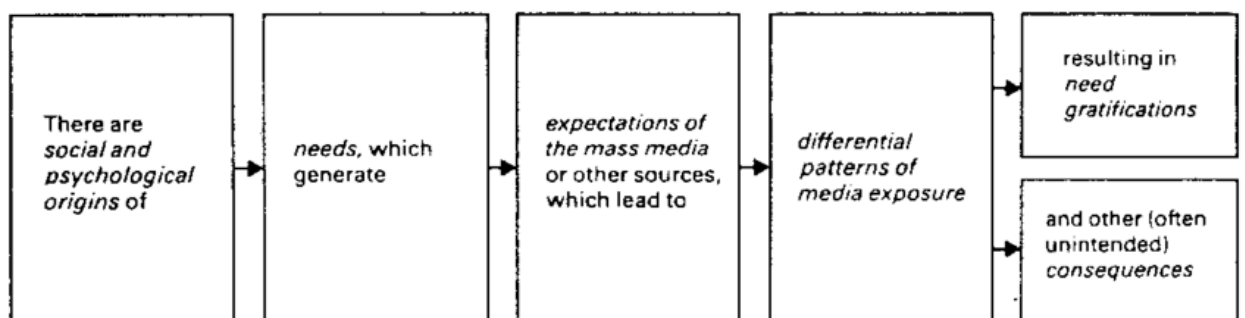 There are
social and
psychological
origins of
needs, which
generate
expectations of
the mass media
or other sources,
which lead to
differential
patterns of
media exposure
resulting in
need
gratifications
and other (often
unintended)
consequences